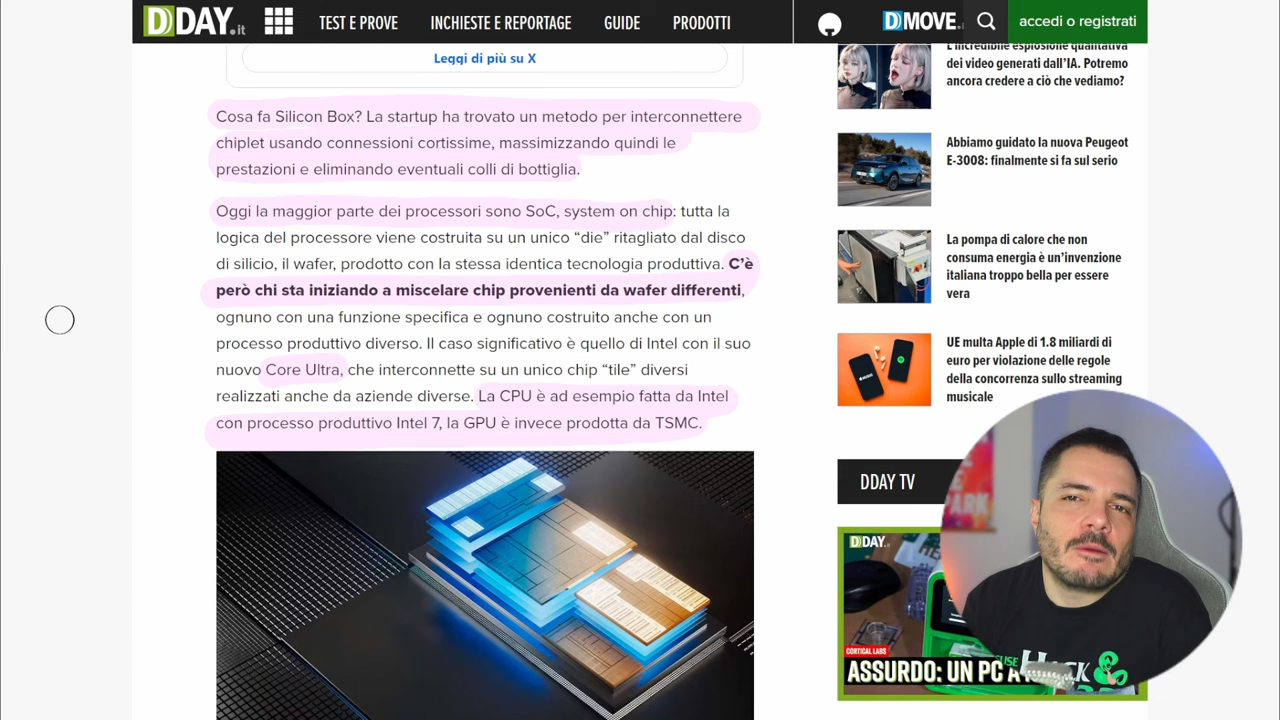 DDAY.it
TEST E PROVE
INCHIESTE E REPORTAGE
GUIDE
PRODOTTI
DMOVE.
accedi o registrati
Leggi di più su X
Cosa fa Silicon Box? La startup ha trovato un metodo per interconnettere
chiplet usando connessioni cortissime, massimizzando quindi le
prestazioni e eliminando eventuali colli di bottiglia.
Oggi la maggior parte dei processori sono SoC, system on chip: tutta la
logica del processore viene costruita su un unico “die” ritagliato dal disco
di silicio, il wafer, prodotto con la stessa identica tecnologia produttiva. C’è
però chi sta iniziando a miscelare chip provenienti da wafer differenti,
ognuno con una funzione specifica e ognuno costruito anche con un
processo produttivo diverso. Il caso significativo è quello di Intel con il suo
nuovo Core Ultra, che interconnette su un unico chip “tile” diversi
realizzati anche da aziende diverse. La CPU è ad esempio fatta da Intel
con processo produttivo Intel 7, la GPU è invece prodotta da TSMC.
L’incredibile esplosione qualitativa
dei video generati dall’IA. Potremo
ancora credere a ciò che vediamo?
Abbiamo guidato la nuova Peugeot
E-3008: finalmente si fa sul serio
La pompa di calore che non
consuma energia è un’invenzione
italiana troppo bella per essere
vera
UE multa Apple di 1.8 miliardi di
euro per violazione delle regole
della concorrenza sullo streaming
musicale
DDAY TV
DDAY.it
CORTICAL LABS
ASSURDO: UN PC A